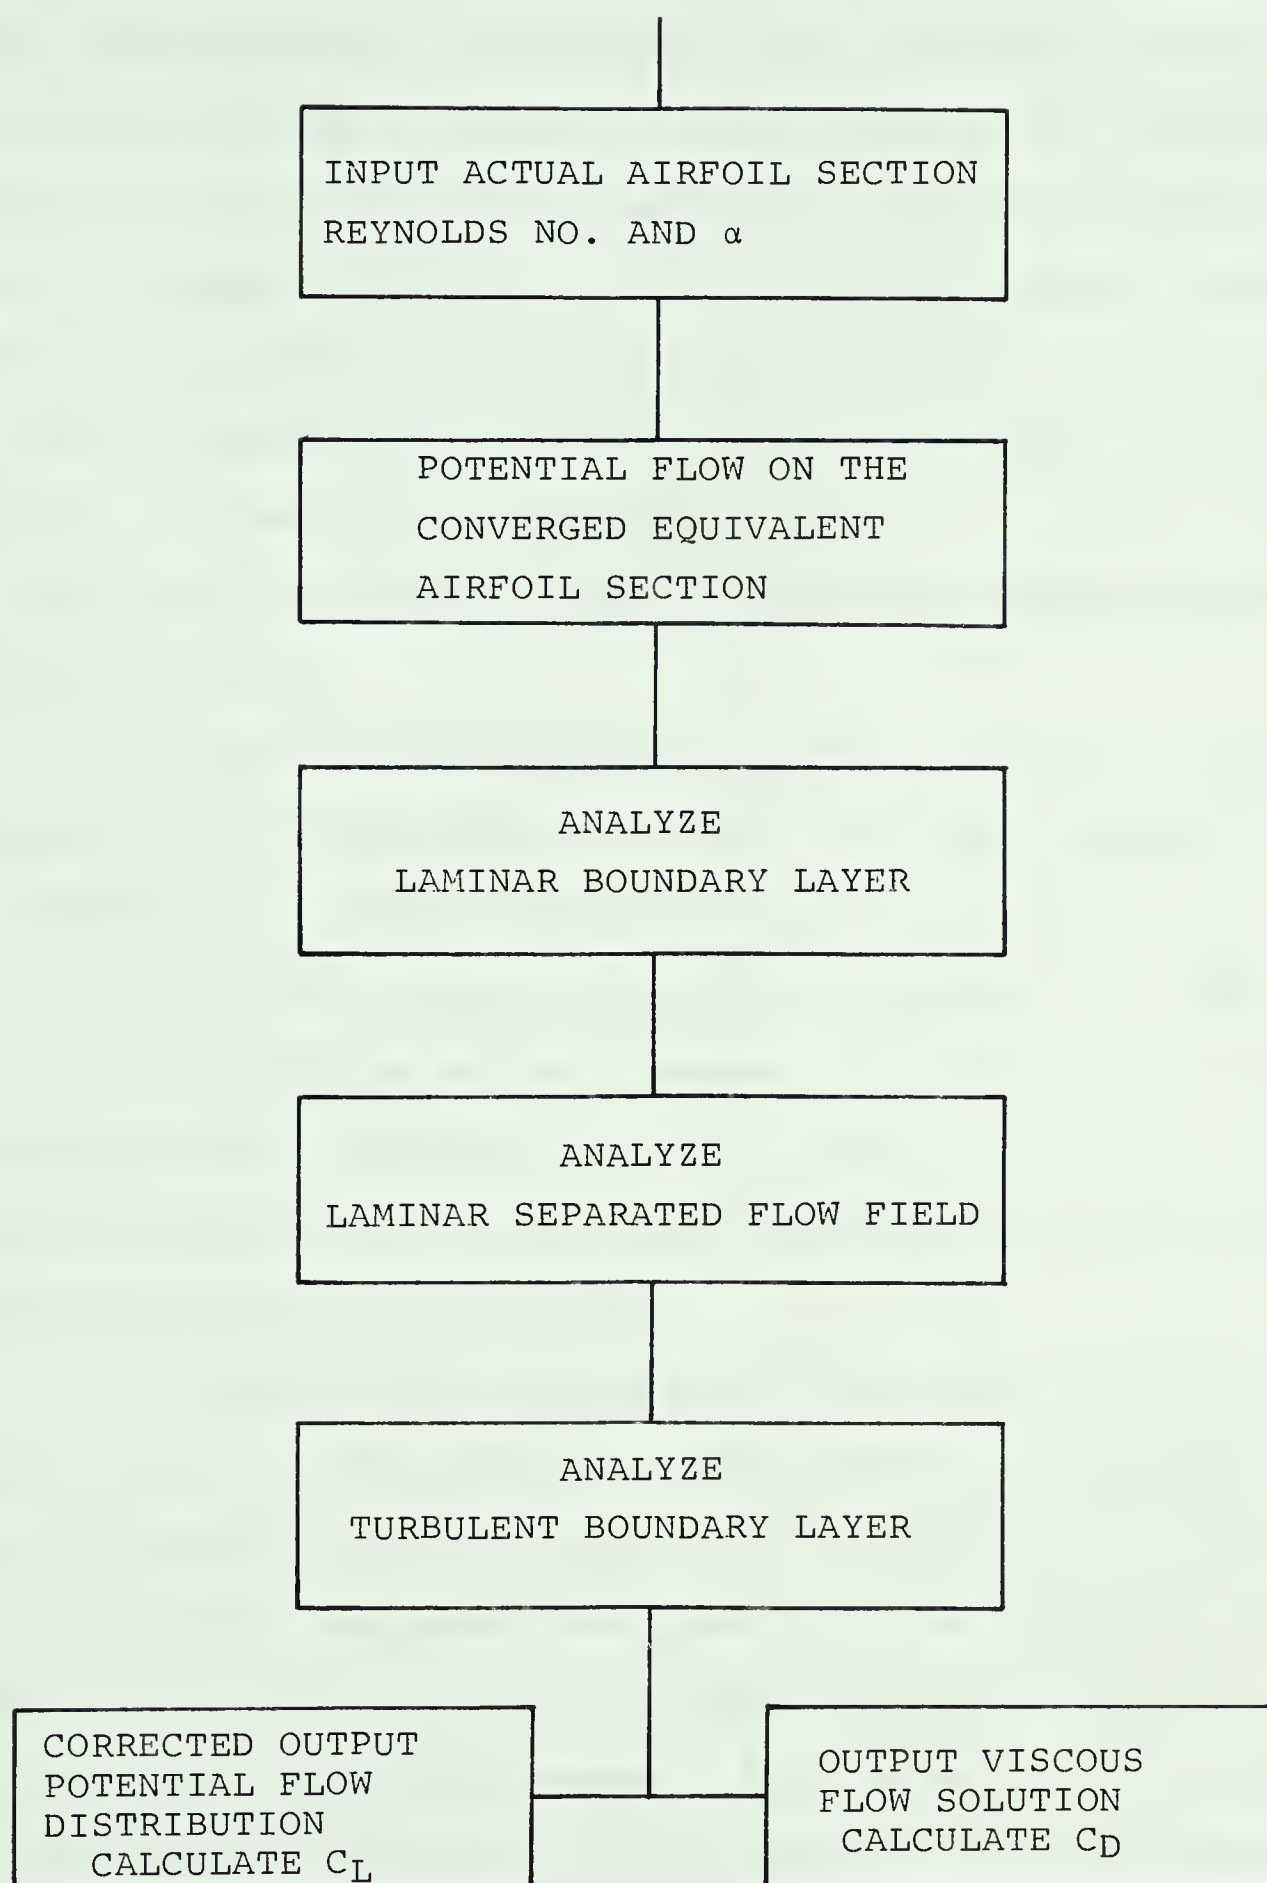 INPUT ACTUAL AIRFOIL SECTION
REYNOLDS NO. AND α
POTENTIAL FLOW ON THE
CONVERGED EQUIVALENT
AIRFOIL SECTION
ANALYZE
LAMINAR BOUNDARY LAYER
ANALYZE
LAMINAR SEPARATED FLOW FIELD
ANALYZE
TURBULENT BOUNDARY LAYER
CORRECTED OUTPUT
POTENTIAL FLOW
DISTRIBUTION
CALCULATE CL
OUTPUT VISCOUS
FLOW SOLUTION
CALCULATE CD